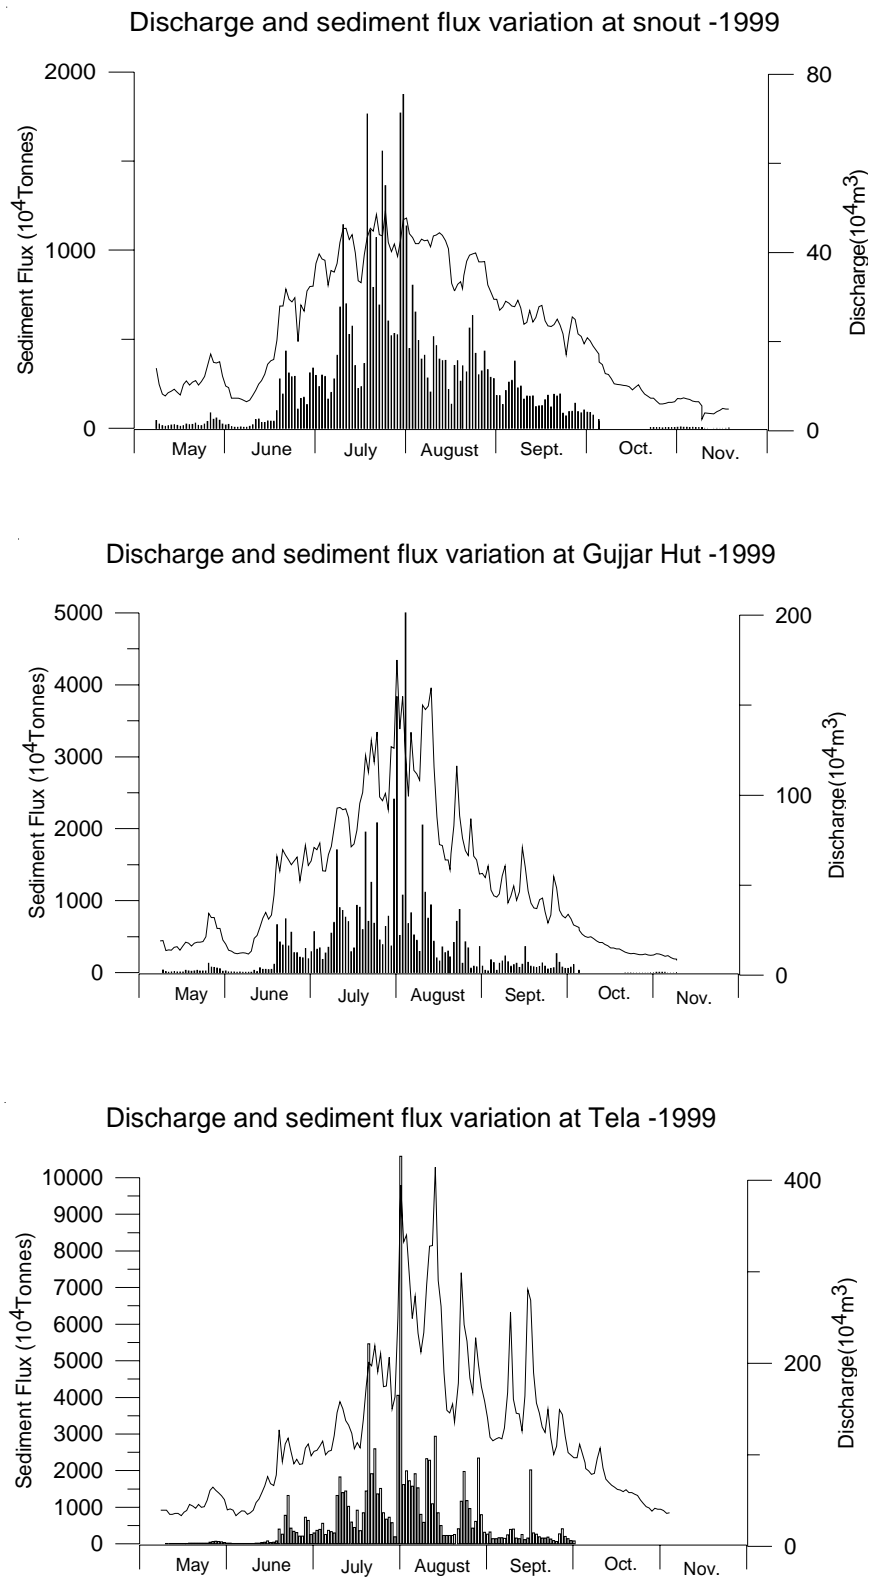 Discharge and sediment flux variation at snout -1999
2000
1000
0
Sediment Flux (10⁴Tonnes)
80
40
0
Discharge(10⁴m³)
May June July August Sept. Oct. Nov.
Discharge and sediment flux variation at Gujjar Hut -1999
5000
4000
3000
2000
1000
0
Sediment Flux (10⁴Tonnes)
200
100
0
Discharge(10⁴m³)
May June July August Sept. Oct. Nov.
Discharge and sediment flux variation at Tela -1999
10000
9000
8000
7000
6000
5000
4000
3000
2000
1000
0
Sediment Flux (10⁴Tonnes)
400
200
0
Discharge(10⁴m³)
May June July August Sept. Oct. Nov.